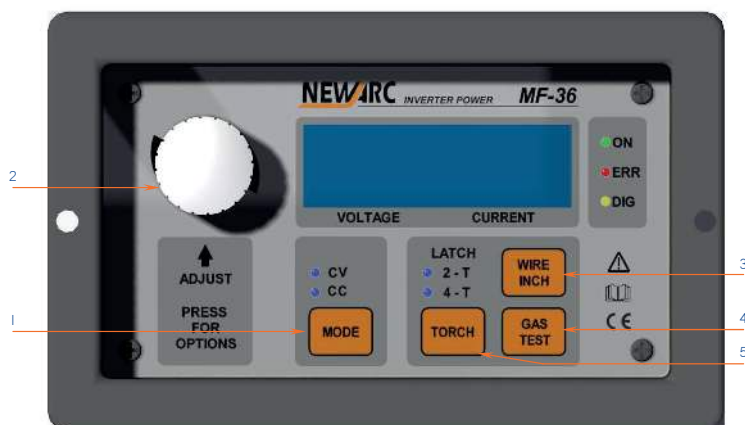 NEWARC INVERTER POWER MF-36
ON
ERR
DIG
VOLTAGE CURRENT
ADJUST
PRESS
FOR
OPTIONS
CV
CC
MODE
LATCH
2 - T
4 - T
TORCH
WIRE
INCH
GAS
TEST
CE
2
1
3
4
5